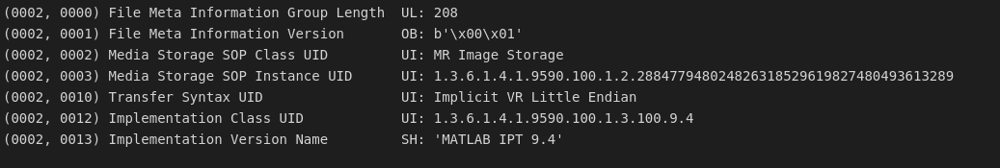 (0002, 0000) File Meta Information Group Length  UL: 208
(0002, 0001) File Meta Information Version       OB: b'\x00\x01'
(0002, 0002) Media Storage SOP Class UID         UI: MR Image Storage
(0002, 0003) Media Storage SOP Instance UID      UI: 1.3.6.1.4.1.9590.100.1.2.288477948024826318529619827480493613289
(0002, 0010) Transfer Syntax UID                 UI: Implicit VR Little Endian
(0002, 0012) Implementation Class UID            UI: 1.3.6.1.4.1.9590.100.1.3.100.9.4
(0002, 0013) Implementation Version Name         SH: 'MATLAB IPT 9.4'